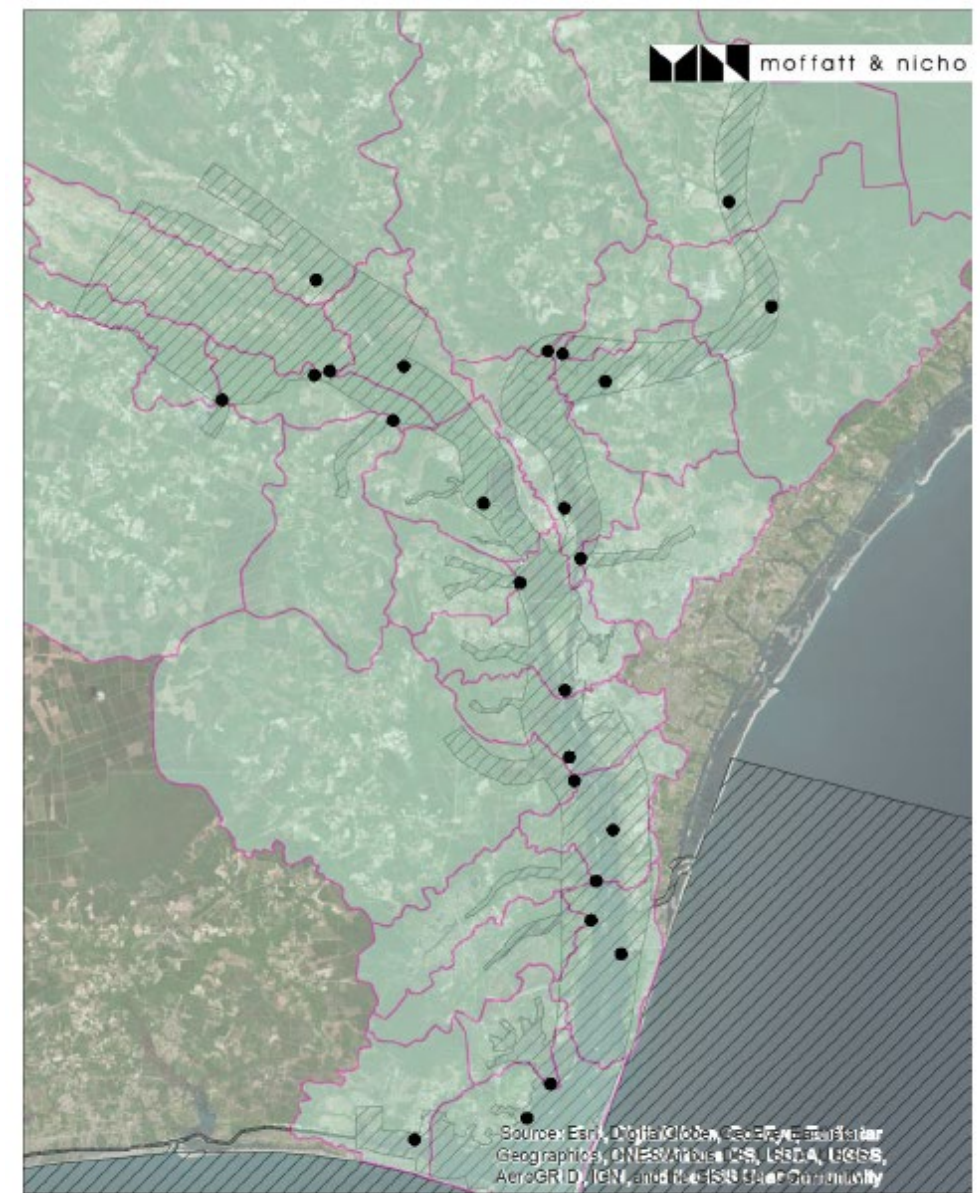 moffatt & nicho
Source: Esri, DigitalGlobe, GeoEye, Earthstar
Geographics, CNES/Airbus DS, USDA, USGS,
AeroGRID, IGN, and the GIS User Community